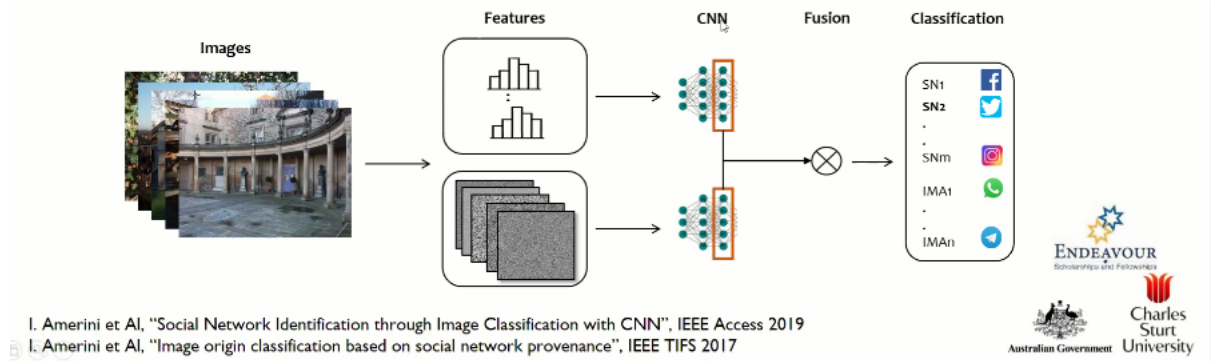 Features
CNN
Fusion
Classification
Images
SN1
SN2
.
.
SNm
IMA1
.
.
IMAn
ENDEAVOUR
Scholarships and Fellowships
Australian Government
Charles
Sturt
University
I. Amerini et Al, “Social Network Identification through Image Classification with CNN”, IEEE Access 2019
I. Amerini et Al, “Image origin classification based on social network provenance”, IEEE TIFS 2017